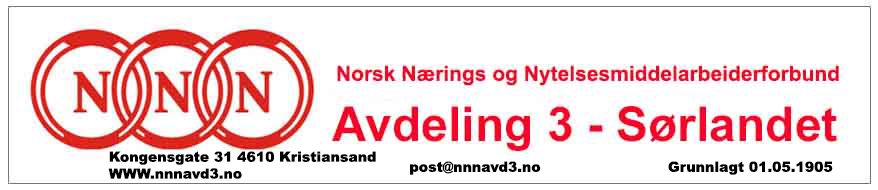 N N N
Norsk Nærings og Nytelsesmiddelarbeiderforbund
Avdeling 3 - Sørlandet
Kongensgate 31 4610 Kristiansand
WWW.nnnavd3.no
post@nnnavd3.no
Grunnlagt 01.05.1905